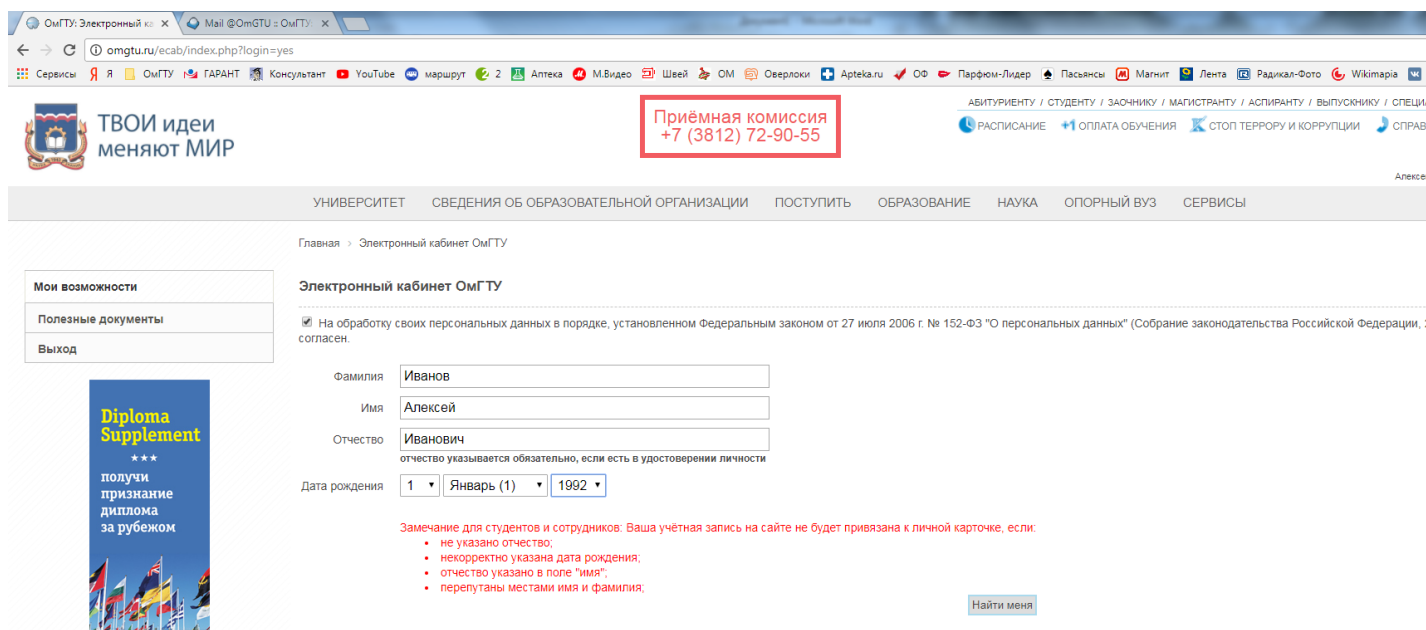 ОмГТУ: Электронный ка
Mail @OmGTU :: ОмГТУ
Документ - Microsoft Word
omgtu.ru/ecab/index.php?login=yes
Сервисы Я ОмГТУ ГАРАНТ Консультант YouTube маршрут 2 Аптека М.Видео Швей ОМ Оверлоки Apteka.ru ОФ Парфюм-Лидер Пасьянсы Магнит Лента Радикал-Фото Wikimapia
ТВОИ идеи
меняют МИР
Приёмная комиссия
+7 (3812) 72-90-55
АБИТУРИЕНТУ / СТУДЕНТУ / ЗАОЧНИКУ / МАГИСТРАНТУ / АСПИРАНТУ / ВЫПУСКНИКУ / СПЕЦИ
РАСПИСАНИЕ +1 ОПЛАТА ОБУЧЕНИЯ СТОП ТЕРРОРУ И КОРРУПЦИИ СПРАВ
Алексе
УНИВЕРСИТЕТ СВЕДЕНИЯ ОБ ОБРАЗОВАТЕЛЬНОЙ ОРГАНИЗАЦИИ ПОСТУПИТЬ ОБРАЗОВАНИЕ НАУКА ОПОРНЫЙ ВУЗ СЕРВИСЫ
Главная › Электронный кабинет ОмГТУ
Мои возможности
Полезные документы
Выход
Diploma
Supplement
★★★
получи
признание
диплома
за рубежом
Электронный кабинет ОмГТУ
На обработку своих персональных данных в порядке, установленном Федеральным законом от 27 июля 2006 г. № 152-ФЗ "О персональных данных" (Собрание законодательства Российской Федерации,
согласен.
Фамилия Иванов
Имя Алексей
Отчество Иванович
отчество указывается обязательно, если есть в удостоверении личности
Дата рождения 1 Январь (1) 1992
Замечание для студентов и сотрудников: Ваша учётная запись на сайте не будет привязана к личной карточке, если:
• не указано отчество;
• некорректно указана дата рождения;
• отчество указано в поле "имя";
• перепутаны местами имя и фамилия;
Найти меня